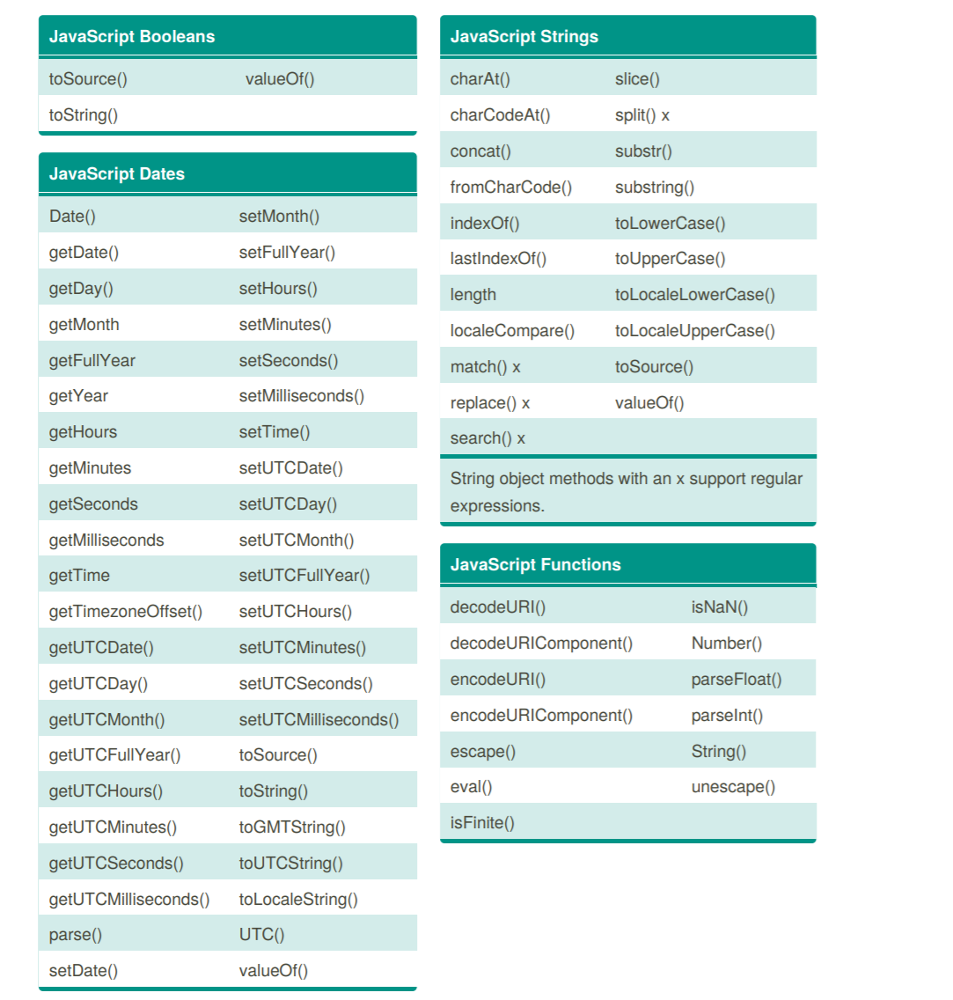 JavaScript Booleans
toSource() valueOf()
toString()
JavaScript Dates
Date() setMonth()
getDate() setFullYear()
getDay() setHours()
getMonth setMinutes()
getFullYear setSeconds()
getYear setMilliseconds()
getHours setTime()
getMinutes setUTCDate()
getSeconds setUTCDay()
getMilliseconds setUTCMonth()
getTime setUTCFullYear()
getTimezoneOffset() setUTCHours()
getUTCDate() setUTCMinutes()
getUTCDay() setUTCSeconds()
getUTCMonth() setUTCMilliseconds()
getUTCFullYear() toSource()
getUTCHours() toString()
getUTCMinutes() toGMTString()
getUTCSeconds() toUTCString()
getUTCMilliseconds() toLocaleString()
parse() UTC()
setDate() valueOf()
JavaScript Strings
charAt() slice()
charCodeAt() split() x
concat() substr()
fromCharCode() substring()
indexOf() toLowerCase()
lastIndexOf() toUpperCase()
length toLocaleLowerCase()
localeCompare() toLocaleUpperCase()
match() x toSource()
replace() x valueOf()
search() x
String object methods with an x support regular
expressions.
JavaScript Functions
decodeURI() isNaN()
decodeURIComponent() Number()
encodeURI() parseFloat()
encodeURIComponent() parseInt()
escape() String()
eval() unescape()
isFinite()